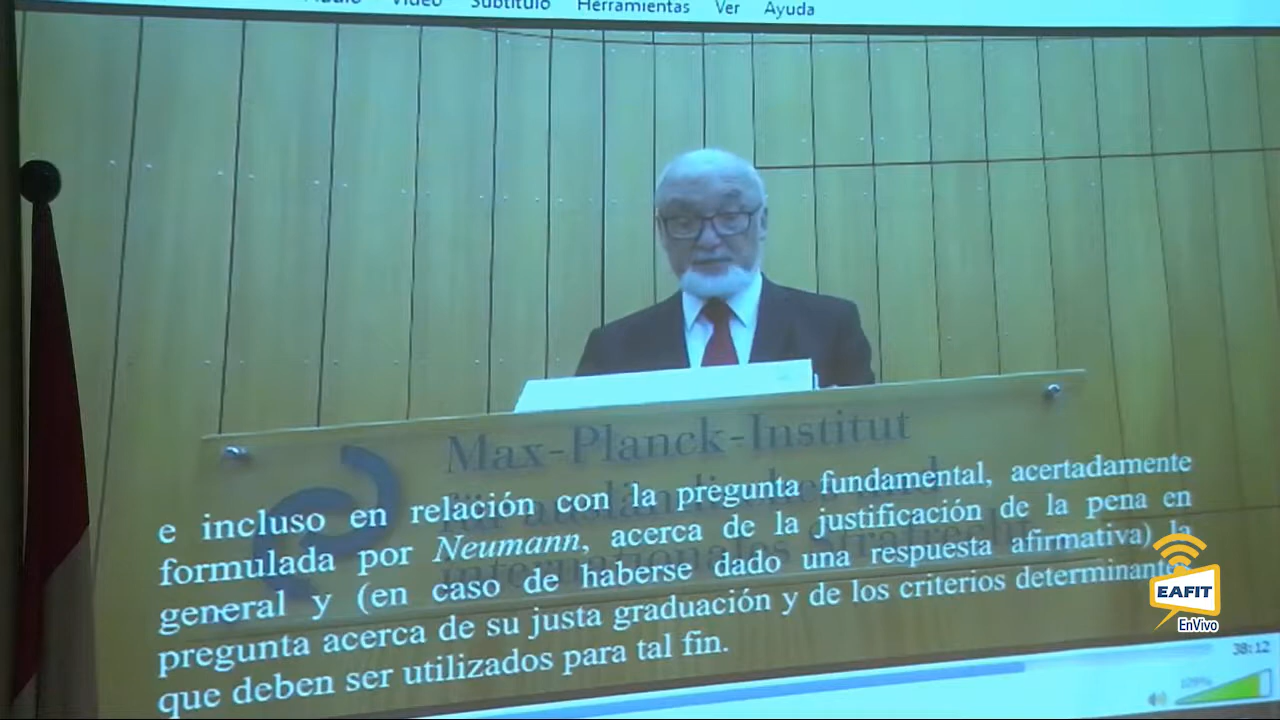 Audio Video Subtítulo Herramientas Ver Ayuda
Max-Planck-Institut
e incluso en relación con la pregunta fundamental, acertadamente
formulada por Neumann, acerca de la justificación de la pena en
general y (en caso de haberse dado una respuesta afirmativa) la
pregunta acerca de su justa graduación y de los criterios determinantes
que deben ser utilizados para tal fin.
EAFIT
EnVivo
38:12